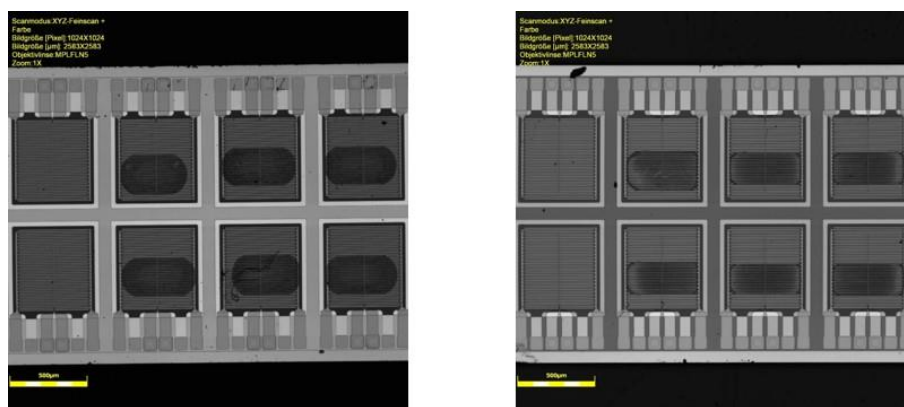 Scanmodus:XYZ-Feinscan +
Farbe
Bildgröße [Pixel]:1024X1024
Bildgröße [µm]: 2583X2583
Objektivlinse:MPLFLN5
Zoom:1X
500µm
Scanmodus:XYZ-Feinscan +
Farbe
Bildgröße [Pixel]:1024X1024
Bildgröße [µm]: 2583X2583
Objektivlinse:MPLFLN5
Zoom:1X
500µm